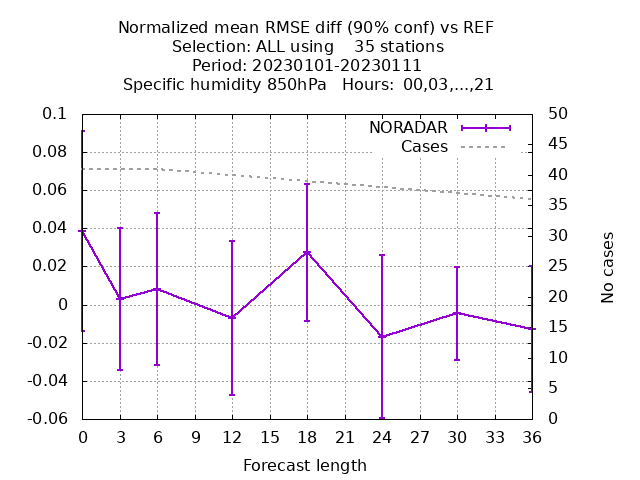 Normalized mean RMSE diff (90% conf) vs REF
Selection: ALL using    35 stations
Period: 20230101-20230111
Specific humidity 850hPa   Hours:  00,03,...,21
NORADAR
Cases
0.1
0.08
0.06
0.04
0.02
0
-0.02
-0.04
-0.06
50
45
40
35
30
25
20
15
10
5
0
No cases
0 3 6 9 12 15 18 21 24 27 30 33 36
Forecast length